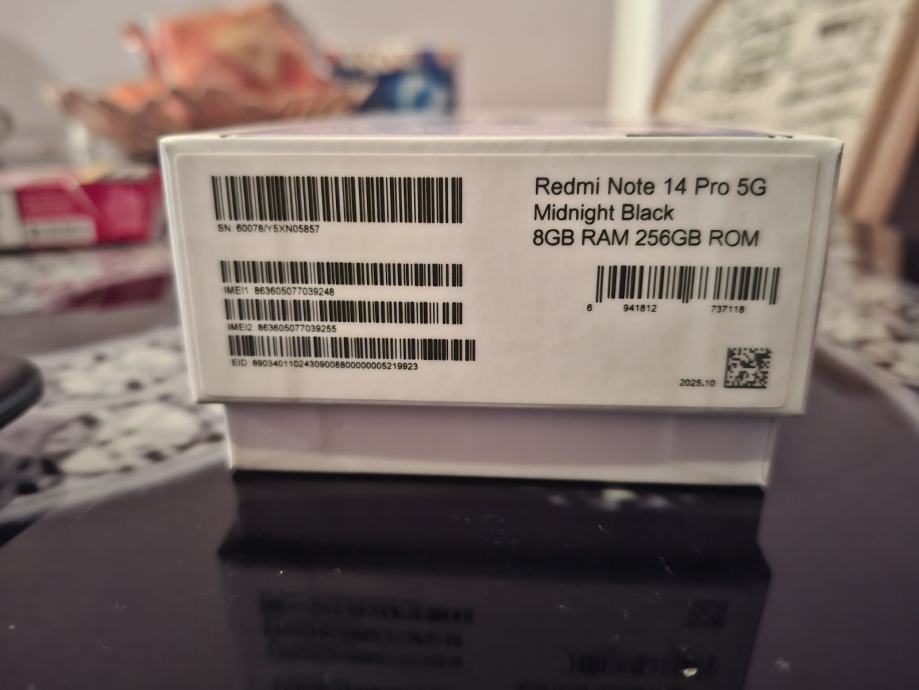 SN 60078/Y5XN05857
IMEI1 863605077039248
IMEI2 863605077039255
EID 89034011024309008800000005219923
Redmi Note 14 Pro 5G
Midnight Black
8GB RAM 256GB ROM
6 941812 737118
2025.10